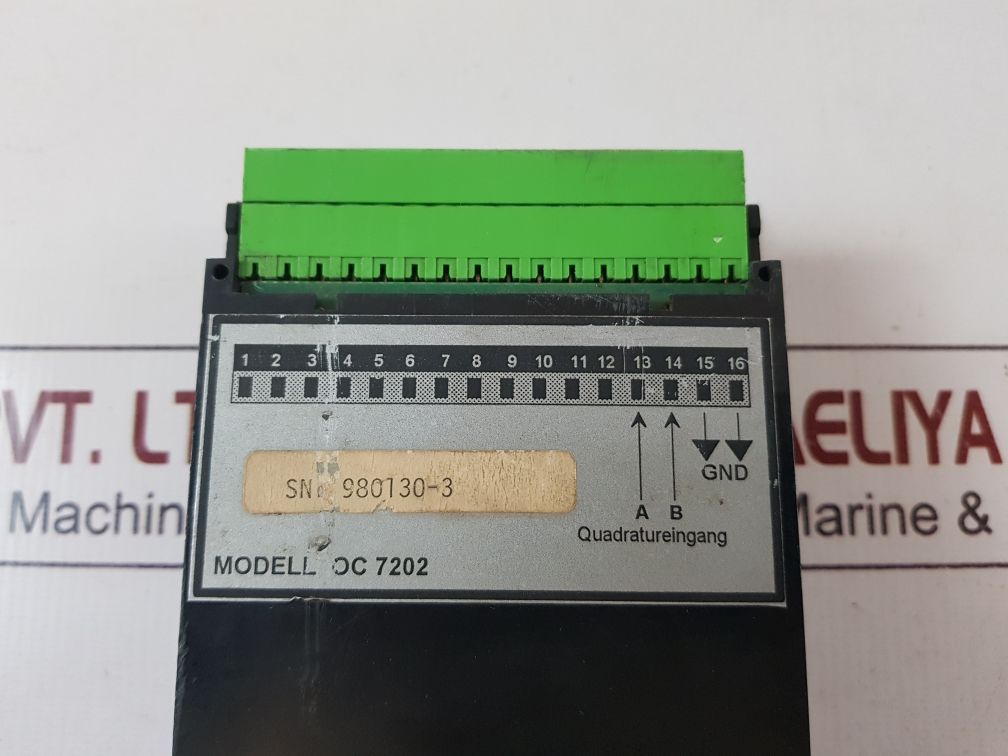 1 2 3 4 5 6 7 8 9 10 11 12 13 14 15 16
GND
SN: 980130-3
A B
Quadratureingang
MODELL OC 7202
VT. LT
AELIYA
Machin
Marine &